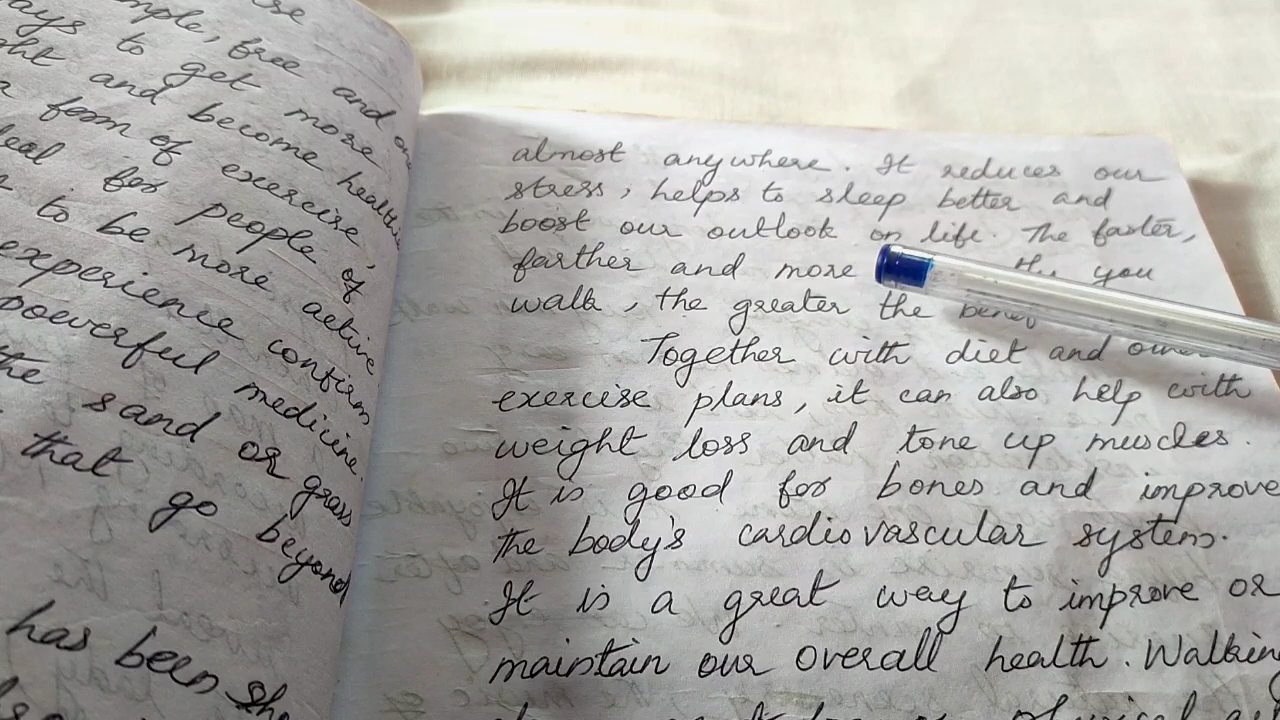 simple, free and
ways to get more
and become
a form of exercise,
for people of
to be more active
experience confirm
powerful medicine.
the sand or grass
that go beyond
has been
almost anywhere. It reduces our
stress, helps to sleep better and
boost our outlook on life. The faster,
farther and more you
walk, the greater the
Together with diet and
exercise plans, it can also help with
weight loss and tone up muscles.
It is good for bones and improve
the body's cardiovascular system.
It is a great way to improve or
maintain our overall health. Walking